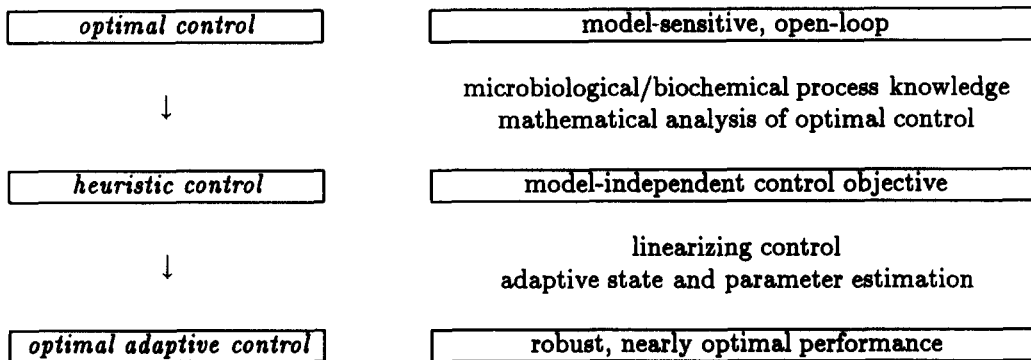 optimal control model-sensitive, open-loop
microbiological/biochemical process knowledge
↓ mathematical analysis of optimal control
heuristic control model-independent control objective
linearizing control
↓ adaptive state and parameter estimation
optimal adaptive control robust, nearly optimal performance